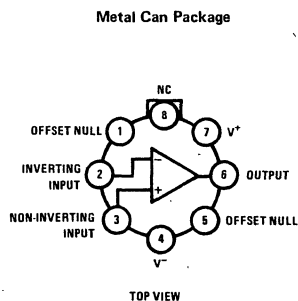 Metal Can Package
NC
8
OFFSET NULL 1 7 V+
INVERTING INPUT 2 − 6 OUTPUT
NON-INVERTING INPUT 3 + 5 OFFSET NULL
4
V−
TOP VIEW